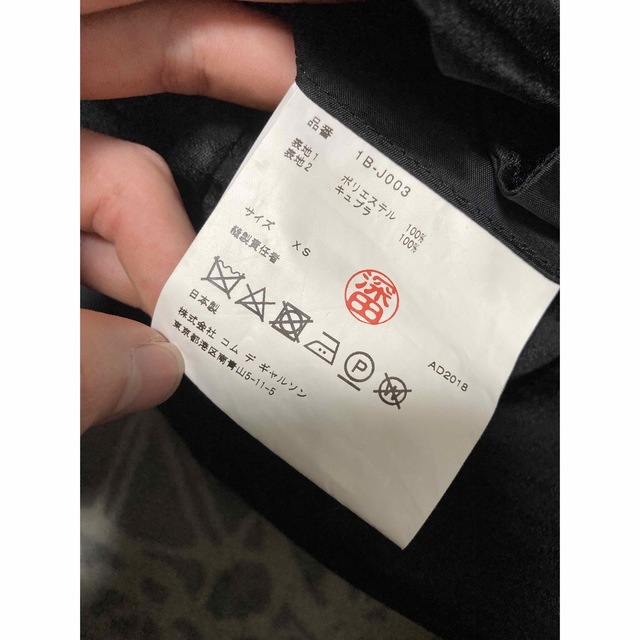 品番 1B-J003
表地1 ポリエステル 100%
表地2 キュプラ 100%
サイズ XS
縫製責任者
深田
P
日本製 AD2018
株式会社 コム デ ギャルソン
東京都港区南青山5-11-5